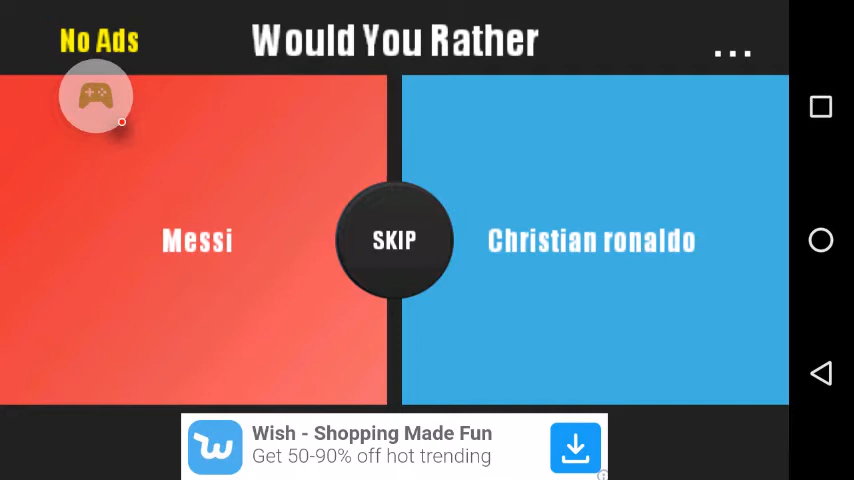 No Ads
Would You Rather
...
Messi
SKIP
Christian ronaldo
Wish - Shopping Made Fun
Get 50-90% off hot trending